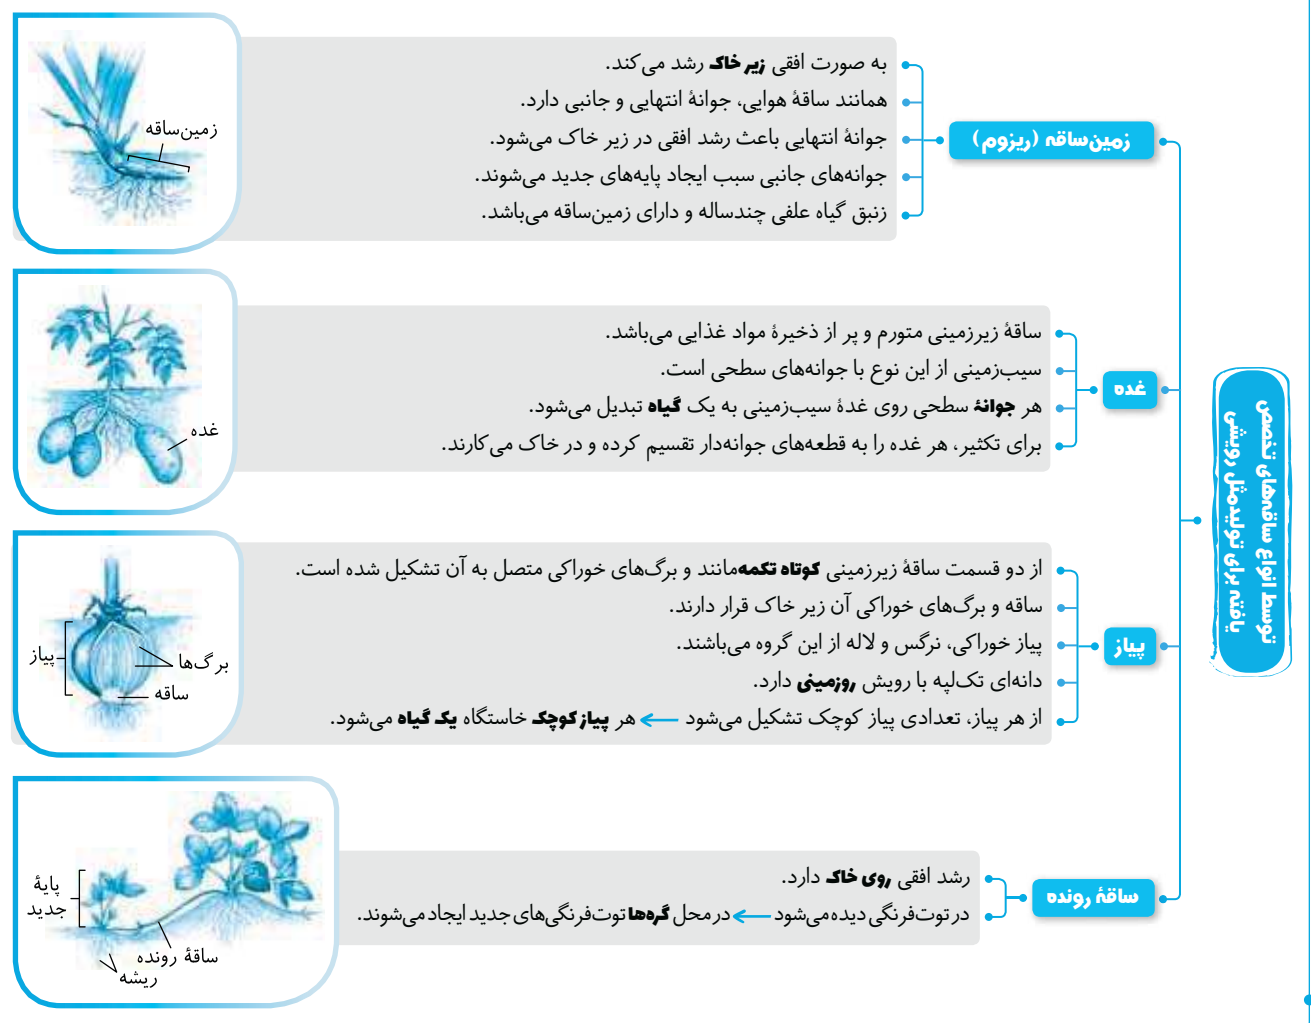 توسط انواع ساقه‌های تخصص
یافته برای تولیدمثل رویشی
زمین‌ساقه (ریزوم)
به صورت افقی زیر خاک رشد می‌کند.
همانند ساقهٔ هوایی، جوانهٔ انتهایی و جانبی دارد.
جوانهٔ انتهایی باعث رشد افقی در زیر خاک می‌شود.
جوانه‌های جانبی سبب ایجاد پایه‌های جدید می‌شوند.
زنبق گیاه علفی چندساله و دارای زمین‌ساقه می‌باشد.
زمین‌ساقه
غده
ساقهٔ زیرزمینی متورم و پر از ذخیرهٔ مواد غذایی می‌باشد.
سیب‌زمینی از این نوع با جوانه‌های سطحی است.
هر جوانهٔ سطحی روی غدهٔ سیب‌زمینی به یک گیاه تبدیل می‌شود.
برای تکثیر، هر غده را به قطعه‌های جوانه‌دار تقسیم کرده و در خاک می‌کارند.
غده
پیاز
از دو قسمت ساقهٔ زیرزمینی کوتاه تکمه‌مانند و برگ‌های خوراکی متصل به آن تشکیل شده است.
ساقه و برگ‌های خوراکی آن زیر خاک قرار دارند.
پیاز خوراکی، نرگس و لاله از این گروه می‌باشند.
دانه‌ای تک‌لپه با رویش روزمینی دارد.
از هر پیاز، تعدادی پیاز کوچک تشکیل می‌شود ← هر پیاز کوچک خاستگاه یک گیاه می‌شود.
برگ‌ها
پیاز
ساقه
ساقهٔ رونده
رشد افقی روی خاک دارد.
در توت‌فرنگی دیده می‌شود ← در محل گره‌ها توت‌فرنگی‌های جدید ایجاد می‌شوند.
پایهٔ
جدید
ساقهٔ رونده
ریشه